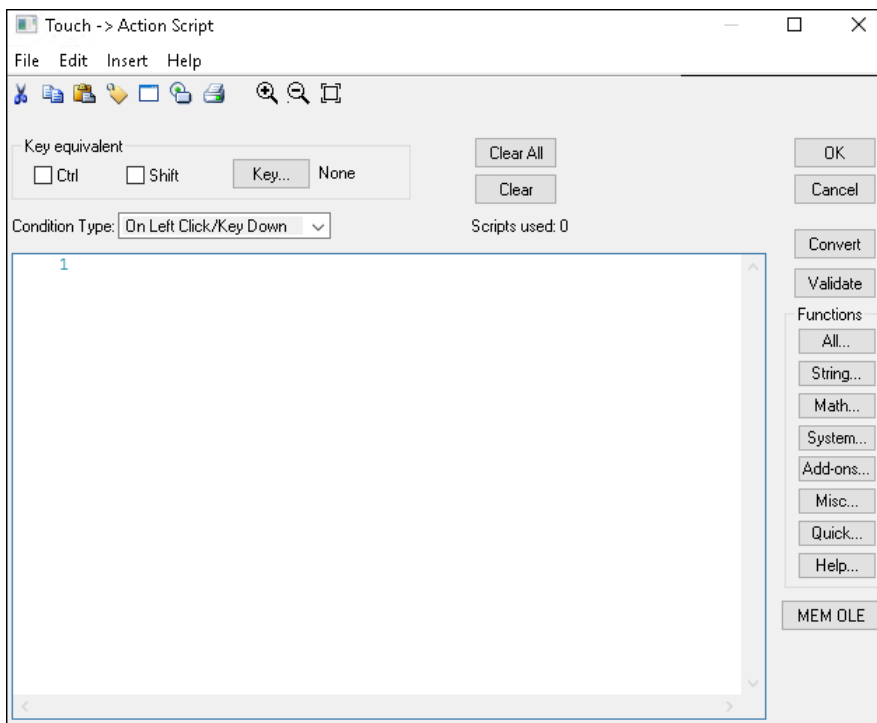 Touch -> Action Script
File Edit Insert Help
Key equivalent
Ctrl Shift Key... None
Clear All
Clear
OK
Cancel
Condition Type: On Left Click/Key Down
Scripts used: 0
Convert
Validate
1
Functions
All...
String...
Math...
System...
Add-ons...
Misc...
Quick...
Help...
MEM OLE